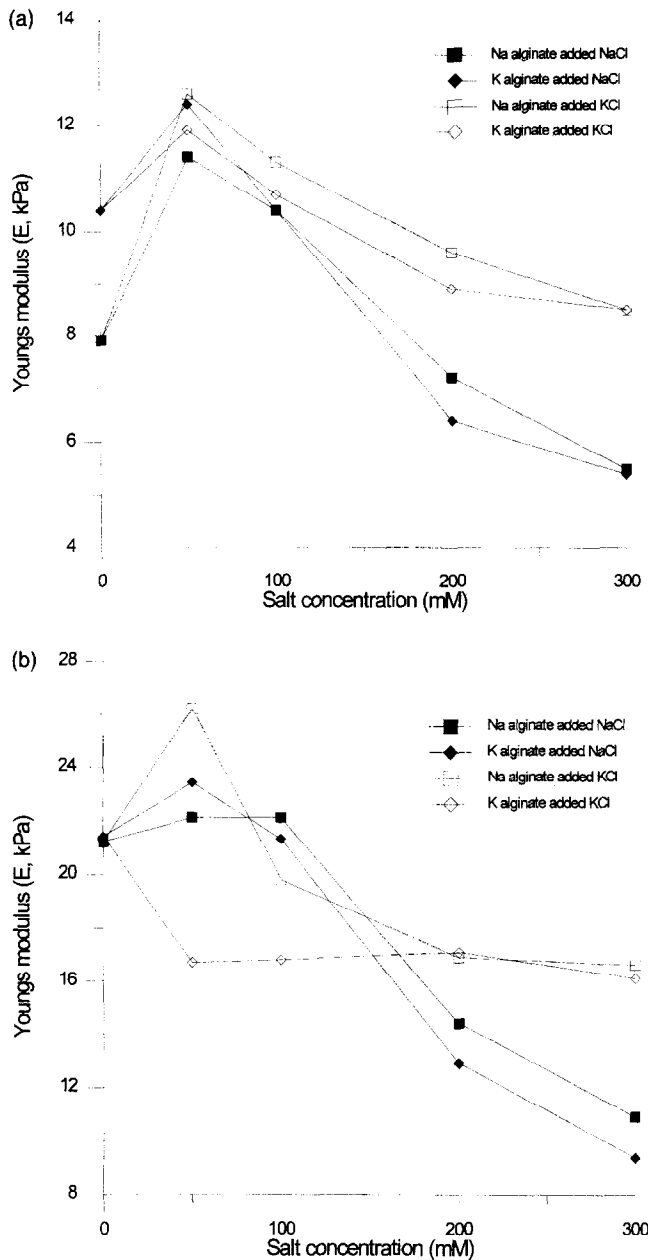 (a)
14
12
10
8
6
4
Youngs modulus (E, kPa)
Na alginate added NaCl
K alginate added NaCl
Na alginate added KCl
K alginate added KCl
0
100
200
300
Salt concentration (mM)
(b)
28
24
20
16
12
8
Youngs modulus (E, kPa)
Na alginate added NaCl
K alginate added NaCl
Na alginate added KCl
K alginate added KCl
0
100
200
300
Salt concentration (mM)